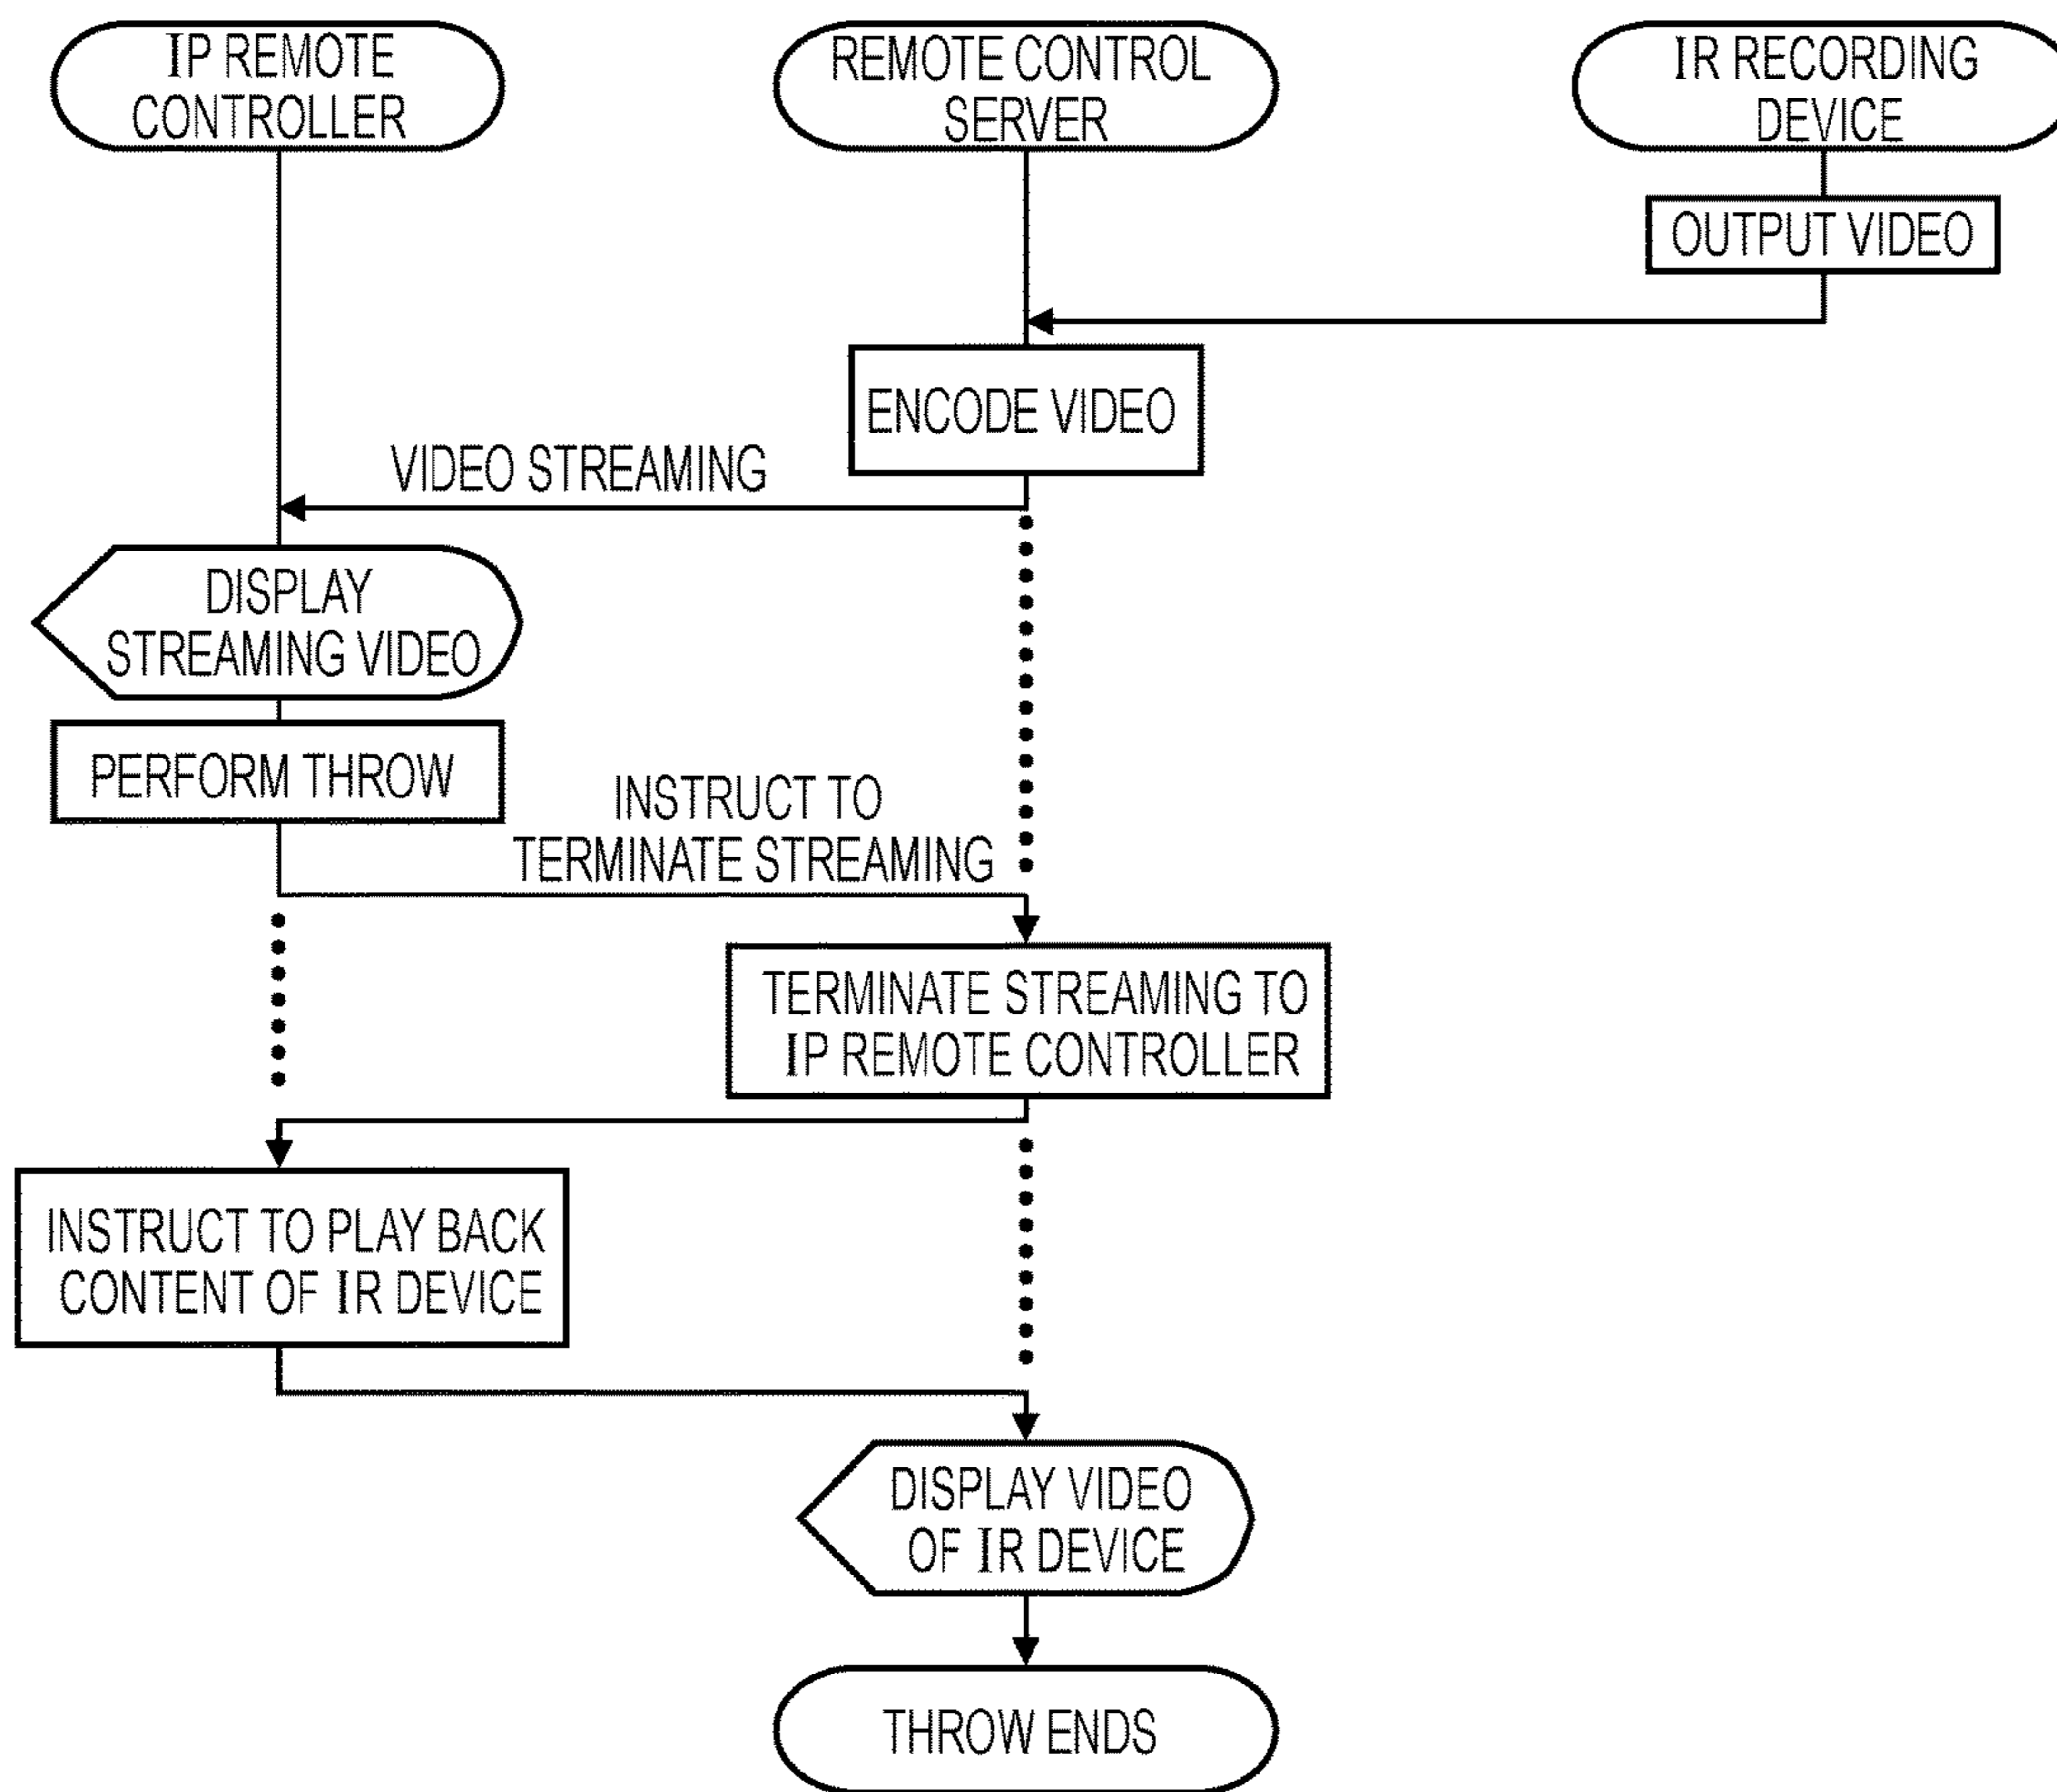 IP REMOTE
CONTROLLER
REMOTE CONTROL
SERVER
IR RECORDING
DEVICE
OUTPUT VIDEO
ENCODE VIDEO
VIDEO STREAMING
DISPLAY
STREAMING VIDEO
PERFORM THROW
INSTRUCT TO
TERMINATE STREAMING
TERMINATE STREAMING TO
IP REMOTE CONTROLLER
INSTRUCT TO PLAY BACK
CONTENT OF IR DEVICE
DISPLAY VIDEO
OF IR DEVICE
THROW ENDS